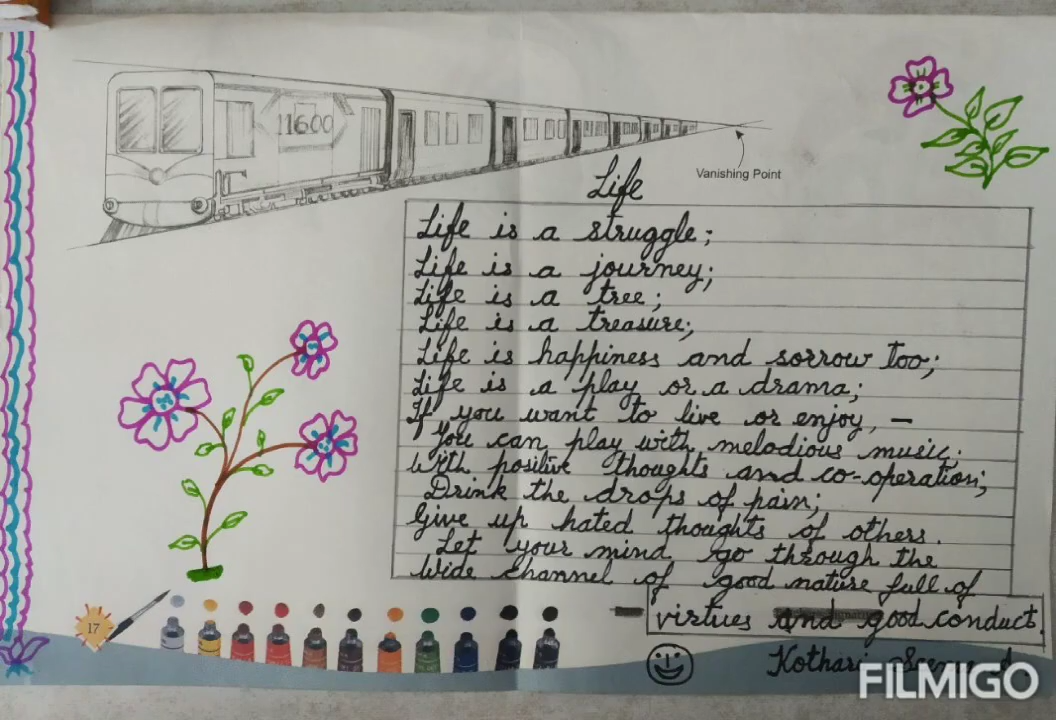 11600
Vanishing Point
Life
Life is a struggle;
Life is a journey;
Life is a tree;
Life is a treasure;
Life is happiness and sorrow too;
Life is a play or a drama;
If you want to live or enjoy, —
You can play with melodious music;
With positive thoughts and co-operation;
Drink the drops of pain;
Give up hated thoughts of others.
Let your mind go through the
wide channel of good nature full of
virtues and good conduct.
17
Kothari
FILMIGO